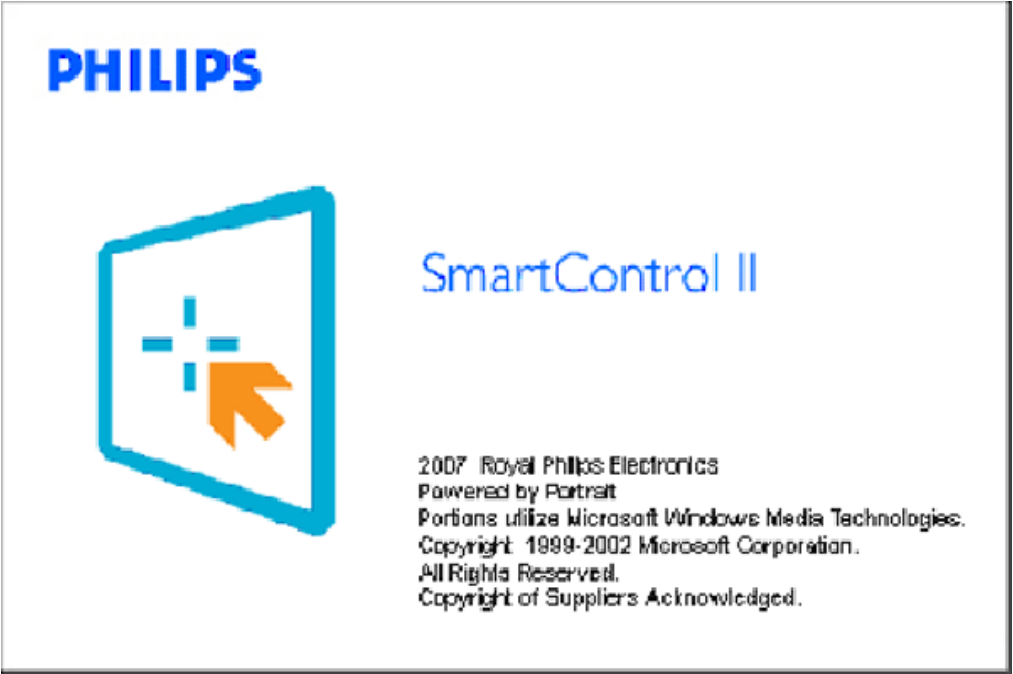 PHILIPS
SmartControl II
2007 Royal Philips Electronics
Powered by Portrait
Portions utilize Microsoft Windows Media Technologies.
Copyright 1999-2002 Microsoft Corporation.
All Rights Reserved.
Copyright of Suppliers Acknowledged.